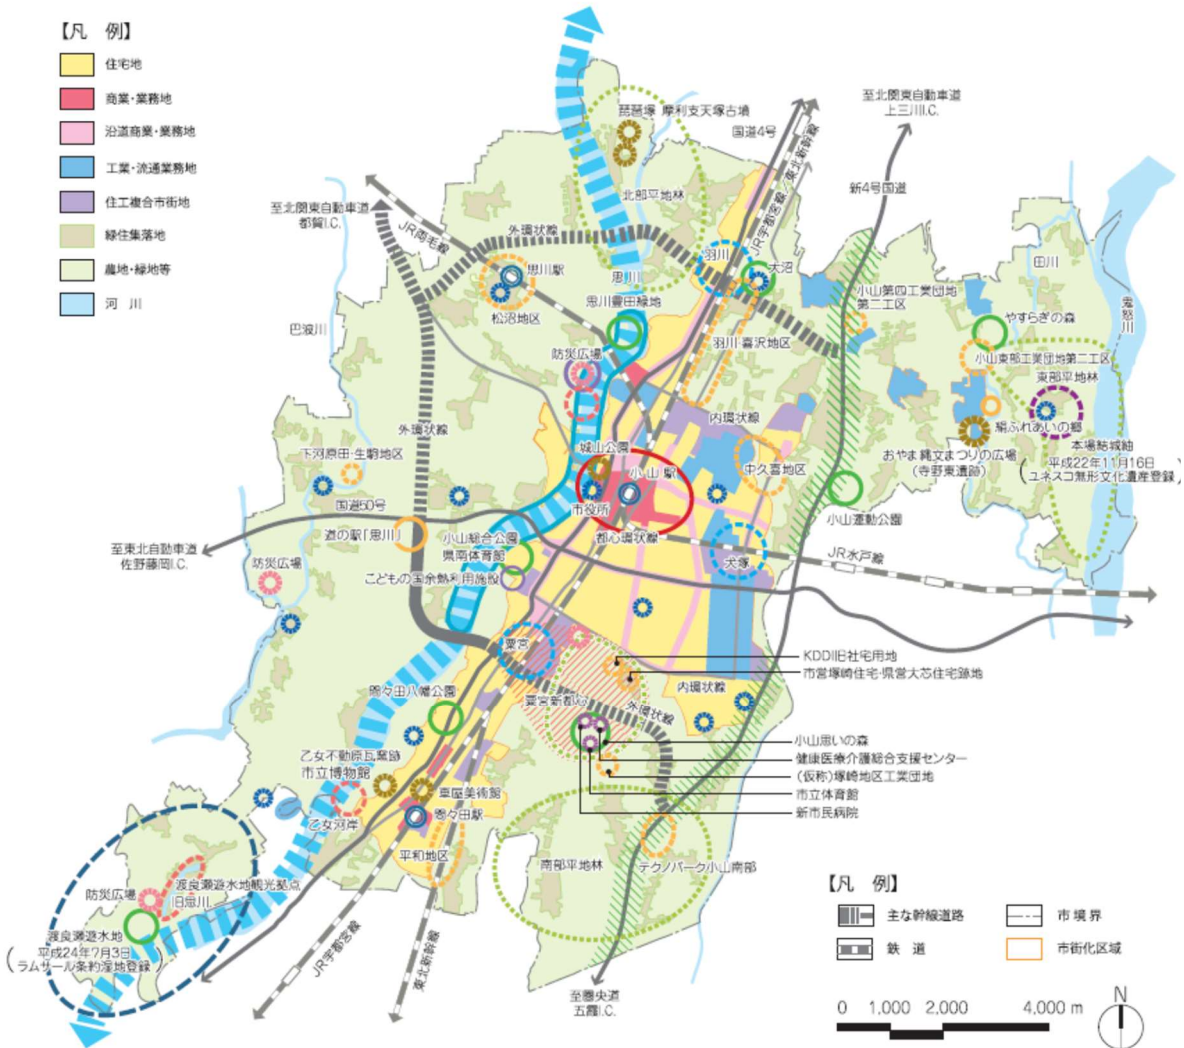 【凡 例】
住宅地
商業・業務地
沿道商業・業務地
工業・流通業務地
住工複合市街地
緑住集落地
農地・緑地等
河 川
琵琶塚 摩利支天塚古墳
国道4号
JR宇都宮線/東北新幹線
至北関東自動車道
上三川I.C.
新4号国道
北部平地林
至北関東自動車道
都賀I.C.
JR両毛線
外環状線
思川
羽川
大沼
思川駅
松沼地区
思川豊田緑地
小山第四工業団地
第二工区
田川
鬼怒川
やすらぎの森
巴波川
防災広場
羽川・喜沢地区
小山東部工業団地第二工区
東部平地林
内環状線
外環状線
城山公園
小山駅
中久喜地区
絹ふれあいの郷
おやま縄文まつりの広場
(寺野東遺跡)
本場結城紬
(平成22年11月16日
ユネスコ無形文化遺産登録)
下河原田・生駒地区
国道50号
市役所
都心環状線
小山運動公園
道の駅「思川」
小山総合公園
県南体育館
犬塚
JR水戸線
至東北自動車道
佐野藤岡I.C.
防災広場
こどもの国余熱利用施設
粟宮
KDDI旧社宅用地
市営塚崎住宅・県営大芯住宅跡地
内環状線
間々田八幡公園
粟宮新都心
外環状線
小山思いの森
健康医療介護総合支援センター
(仮称)塚崎地区工業団地
市立体育館
新市民病院
乙女不動原瓦窯跡
市立博物館
車屋美術館
乙女河岸
間々田駅
平和地区
南部平地林
テクノパーク小山南部
防災広場
渡良瀬遊水地観光拠点
旧思川
渡良瀬遊水地
(平成24年7月3日
ラムサール条約湿地登録)
JR宇都宮線
東北新幹線
至圏央道
五霞I.C.
【凡 例】
主な幹線道路
市境界
鉄 道
市街化区域
0 1,000 2,000 4,000 m
N